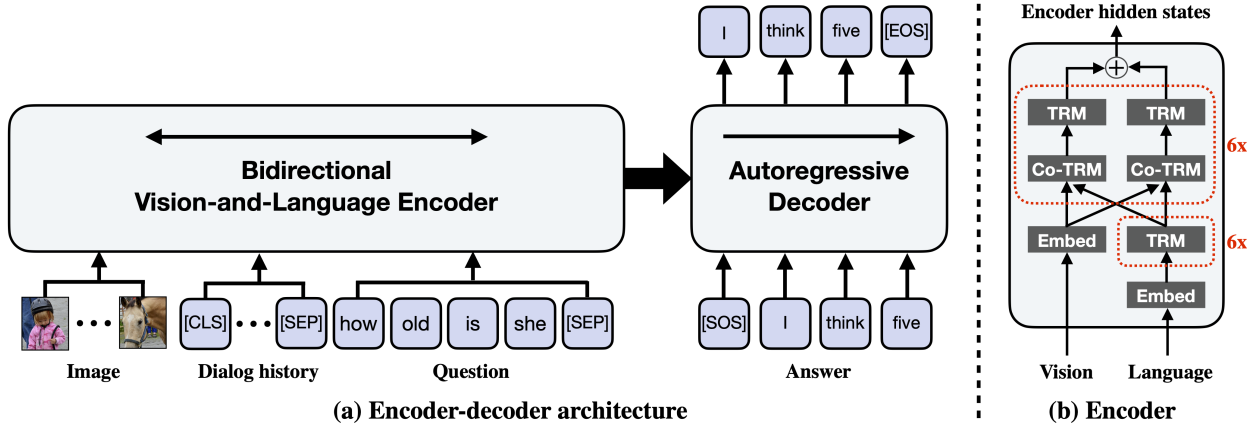 I think five [EOS]
Bidirectional
Vision-and-Language Encoder
Autoregressive
Decoder
[CLS] [SEP] how old is she [SEP]
[SOS] I think five
Image
Dialog history
Question
Answer
(a) Encoder-decoder architecture
Encoder hidden states
+
TRM TRM
6x
Co-TRM Co-TRM
Embed TRM
6x
Embed
Vision
Language
(b) Encoder